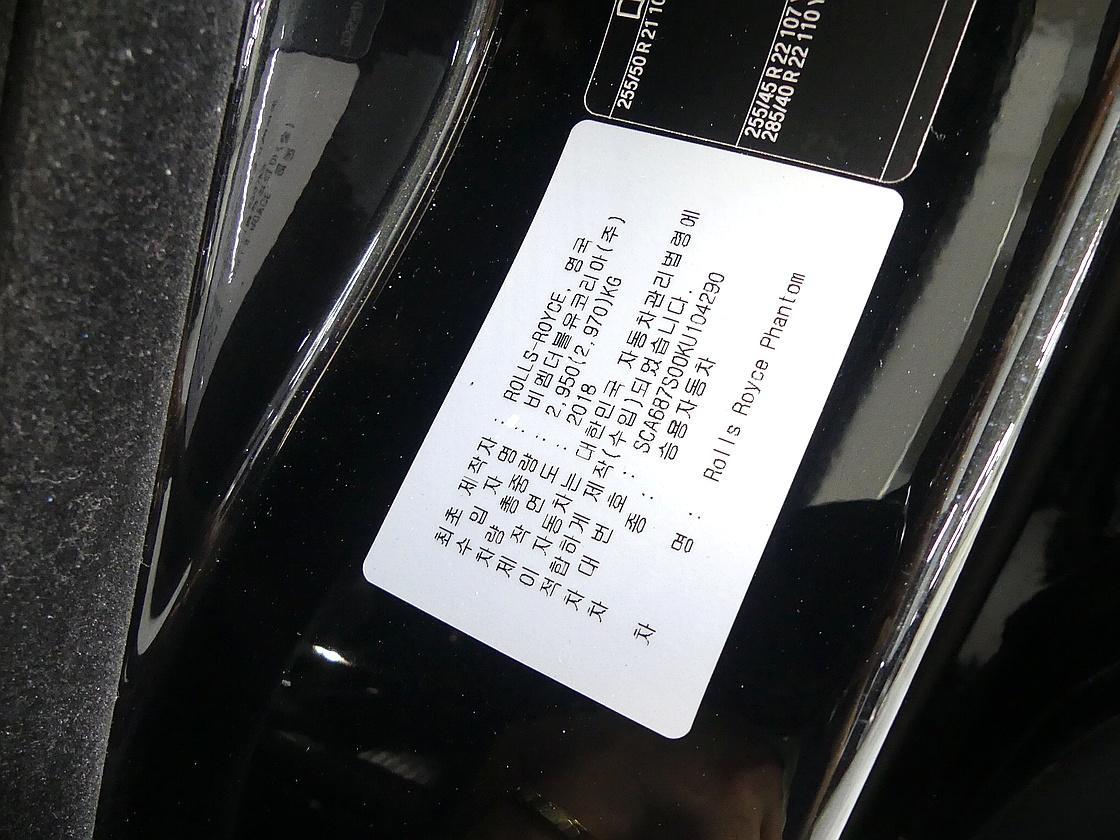 255/50 R 21 10
255/45 R 22 107 Y
285/40 R 22 110 Y
최초 제작자 : ROLLS-ROYCE, 영국
수입자명 : 비엠더블유코리아(주)
차량총중량 : 2,950(2,970)KG
제작연도 : 2018
이 자동차는 대한민국 자동차관리법령에
적합하게 제작(수입)되었습니다.
차대번호 : SCA687S00KU104290
차종 : 승용자동차
차명 : Rolls Royce Phantom